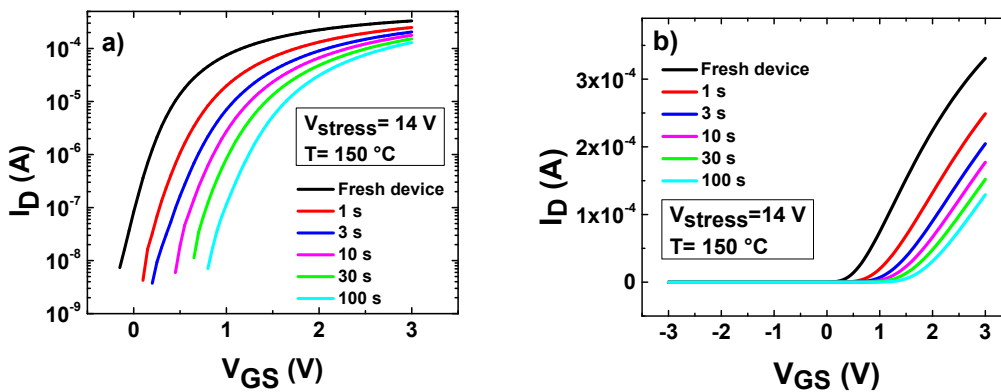 a)
10⁻⁴
10⁻⁵
10⁻⁶
10⁻⁷
10⁻⁸
10⁻⁹
I_D (A)
V_stress= 14 V
T= 150 °C
Fresh device
1 s
3 s
10 s
30 s
100 s
0 1 2 3
V_GS (V)
b)
Fresh device
1 s
3 s
10 s
30 s
100 s
V_stress=14 V
T= 150 °C
3x10⁻⁴
2x10⁻⁴
1x10⁻⁴
0
I_D (A)
-3 -2 -1 0 1 2 3
V_GS (V)